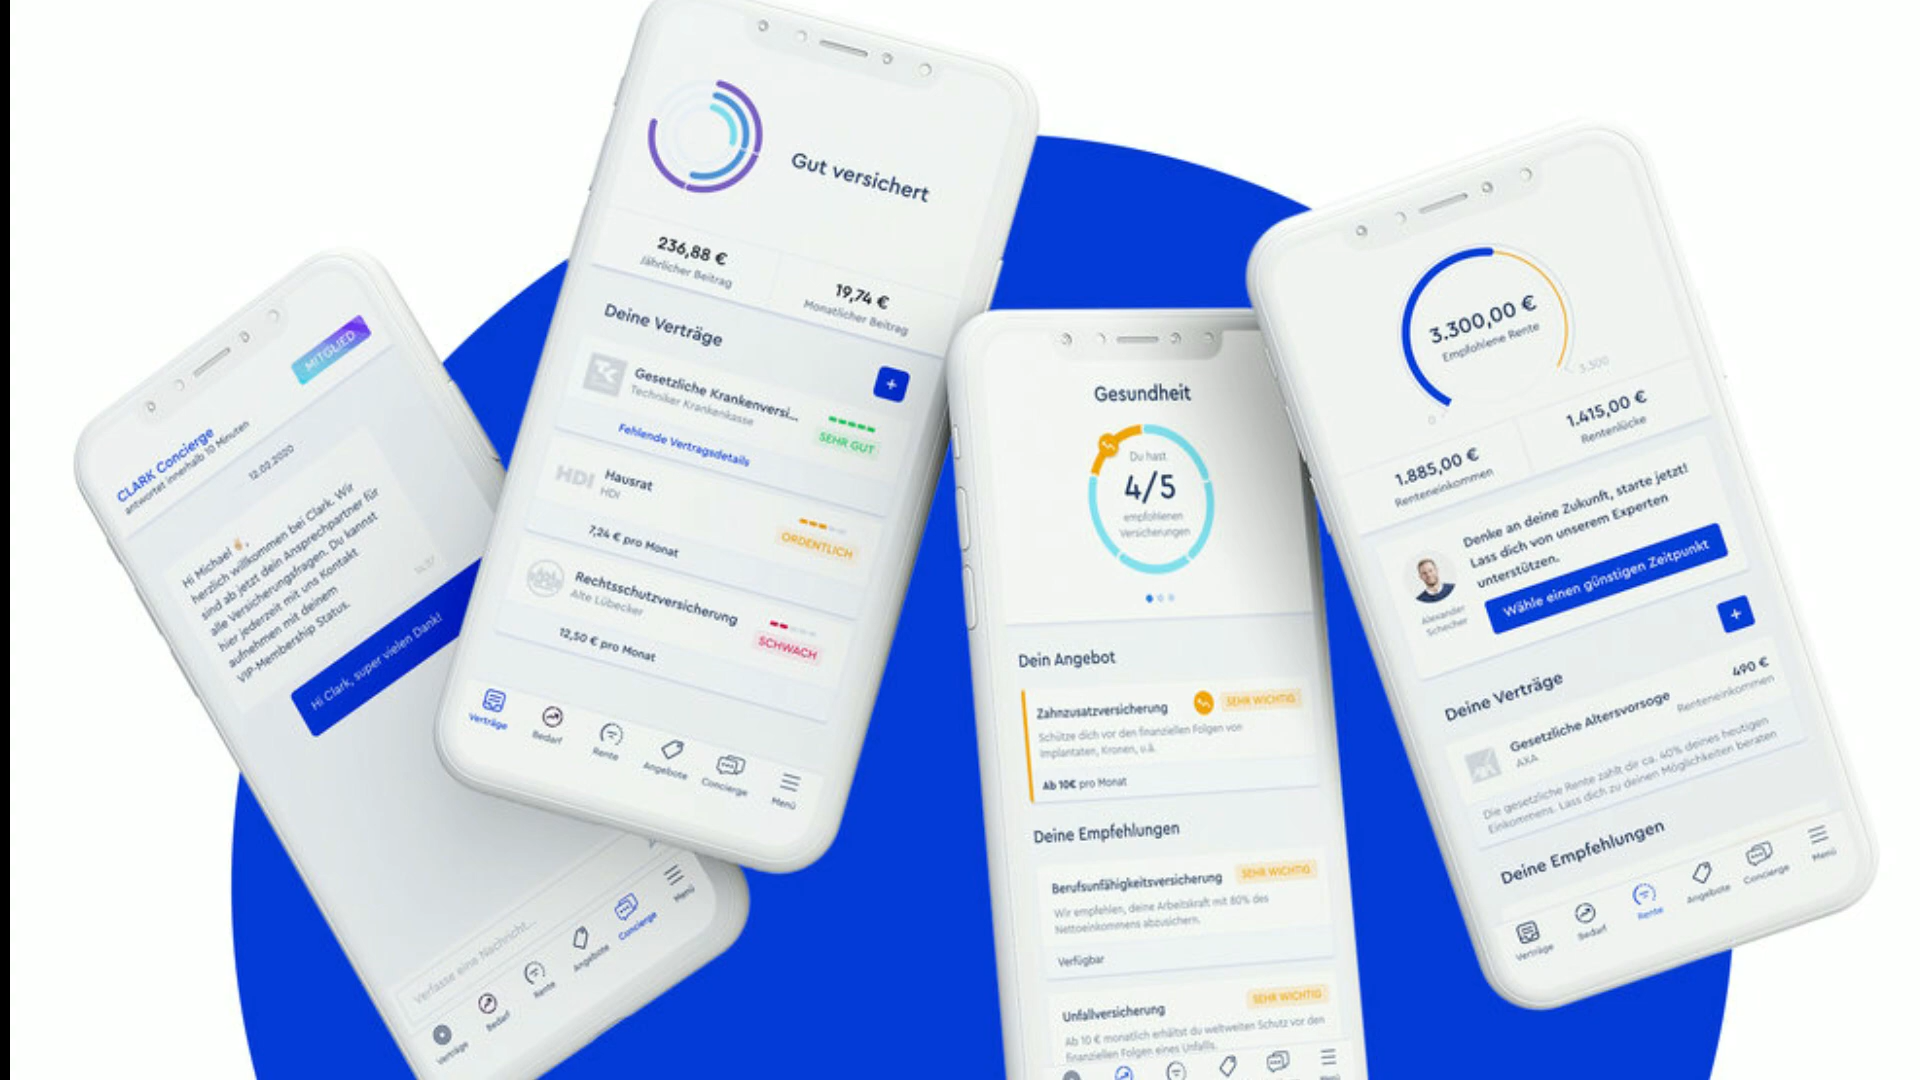 MITGLIED
CLARK Concierge
antwortet innerhalb 10 Minuten
12.02.2020
Hi Michael 👋🏼,
herzlich willkommen bei Clark. Wir
sind ab jetzt dein Ansprechpartner für
alle Versicherungsfragen. Du kannst
hier jederzeit mit uns Kontakt
aufnehmen mit deinem
VIP-Membership Status.
Hi Clark, super vielen Dank!
Verfasse eine Nachricht...
Verträge
Bedarf
Rente
Angebote
Concierge
Menü
Gut versichert
236,88 €
Jährlicher Beitrag
19,74 €
Monatlicher Beitrag
Deine Verträge
+
TK
Gesetzliche Krankenversi...
Techniker Krankenkasse
SEHR GUT
Fehlende Vertragsdetails
HDI
Hausrat
HDI
ORDENTLICH
7,24 € pro Monat
Rechtsschutzversicherung
Alte Lübecker
SCHWACH
12,50 € pro Monat
Verträge
Bedarf
Rente
Angebote
Concierge
Menü
Gesundheit
Du hast
4/5
empfohlenen
Versicherungen
Dein Angebot
Zahnzusatzversicherung
SEHR WICHTIG
Schütze dich vor den finanziellen Folgen von
Implantaten, Kronen, u.ä.
Ab 10€ pro Monat
Deine Empfehlungen
Berufsunfähigkeitsversicherung
SEHR WICHTIG
Wir empfehlen, deine Arbeitskraft mit 80% des
Nettoeinkommens abzusichern.
Verfügbar
Unfallversicherung
SEHR WICHTIG
Ab 10 € monatlich erhältst du weltweiten Schutz vor den
finanziellen Folgen eines Unfalls.
3.300,00 €
Empfohlene Rente
0
3.300
1.885,00 €
Renteneinkommen
1.415,00 €
Rentenlücke
Denke an deine Zukunft, starte jetzt!
Lass dich von unserem Experten
unterstützen.
Alexander
Schecher
Wähle einen günstigen Zeitpunkt
Deine Verträge
+
Gesetzliche Altersvorsoge
AXA
490 €
Renteneinkommen
Die gesetzliche Rente zahlt dir ca. 40% deines heutigen
Einkommens. Lass dich zu deinen Möglichkeiten beraten
Deine Empfehlungen
Verträge
Bedarf
Rente
Angebote
Concierge
Menü